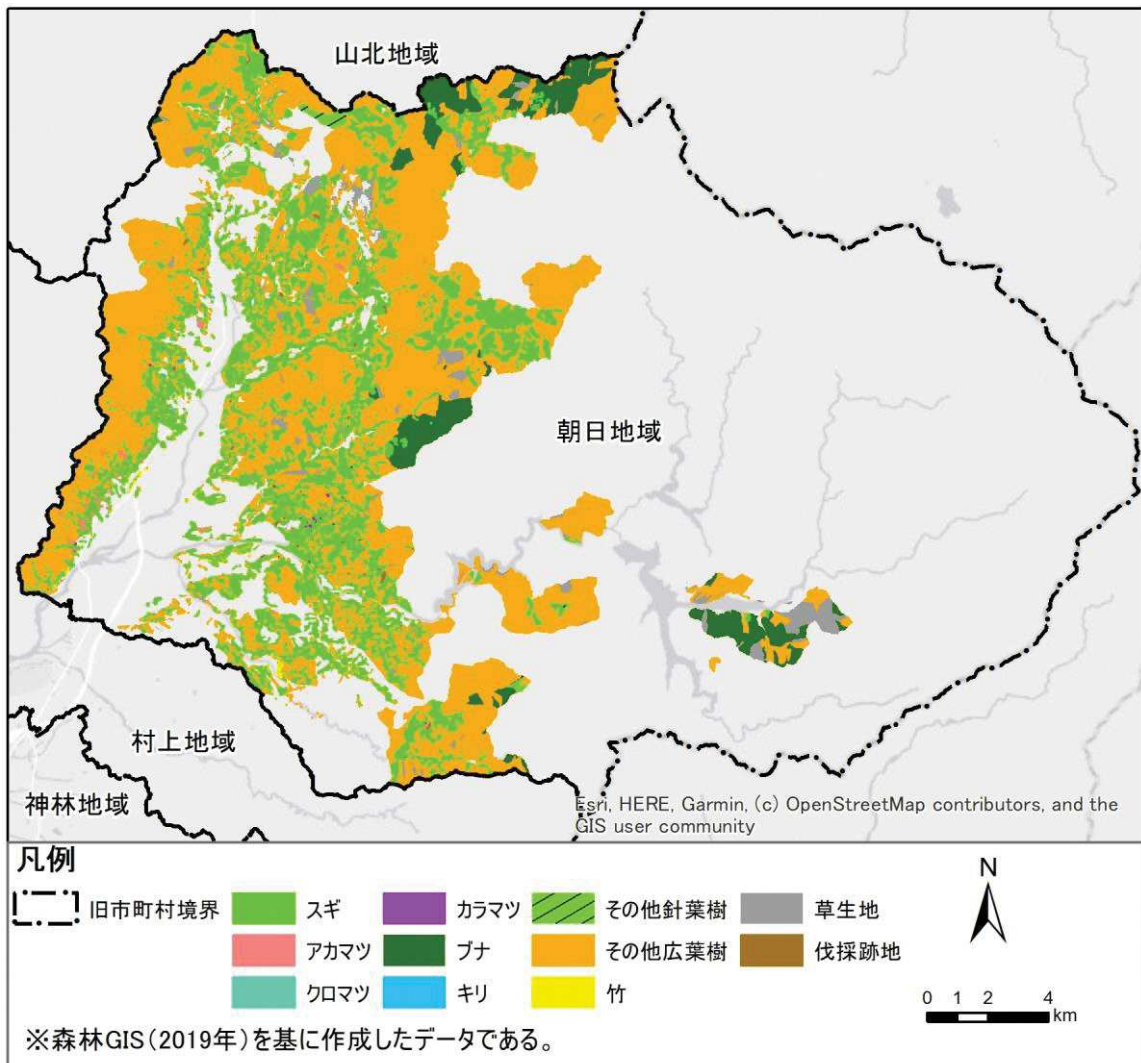 山北地域
朝日地域
村上地域
神林地域
Esri, HERE, Garmin, (c) OpenStreetMap contributors, and the
GIS user community
凡例
旧市町村境界
スギ
カラマツ
その他針葉樹
草生地
アカマツ
ブナ
その他広葉樹
伐採跡地
クロマツ
キリ
竹
N
0 1 2 4
km
※森林GIS(2019年)を基に作成したデータである。